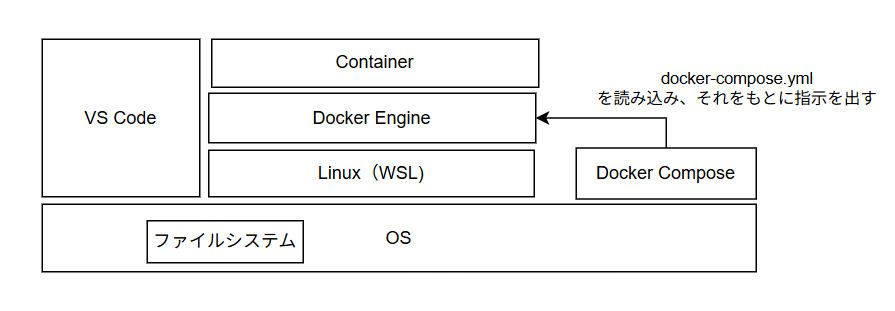 Container
docker-compose.yml
を読み込み、それをもとに指示を出す
VS Code
Docker Engine
Linux（WSL)
Docker Compose
ファイルシステム
OS